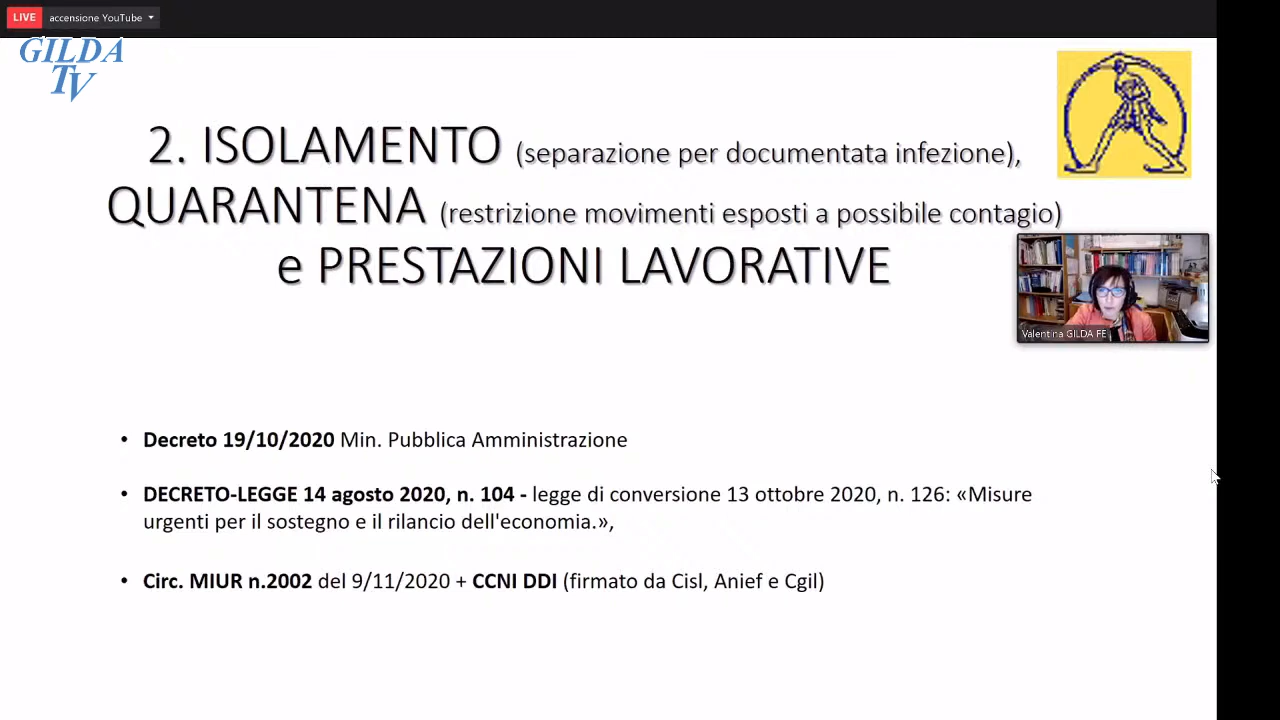 LIVE accensione YouTube
GILDA
TV
2. ISOLAMENTO (separazione per documentata infezione),
QUARANTENA (restrizione movimenti esposti a possibile contagio)
e PRESTAZIONI LAVORATIVE
Valentina GILDA FE
• Decreto 19/10/2020 Min. Pubblica Amministrazione
• DECRETO-LEGGE 14 agosto 2020, n. 104 - legge di conversione 13 ottobre 2020, n. 126: «Misure
urgenti per il sostegno e il rilancio dell'economia.»,
• Circ. MIUR n.2002 del 9/11/2020 + CCNI DDI (firmato da Cisl, Anief e Cgil)